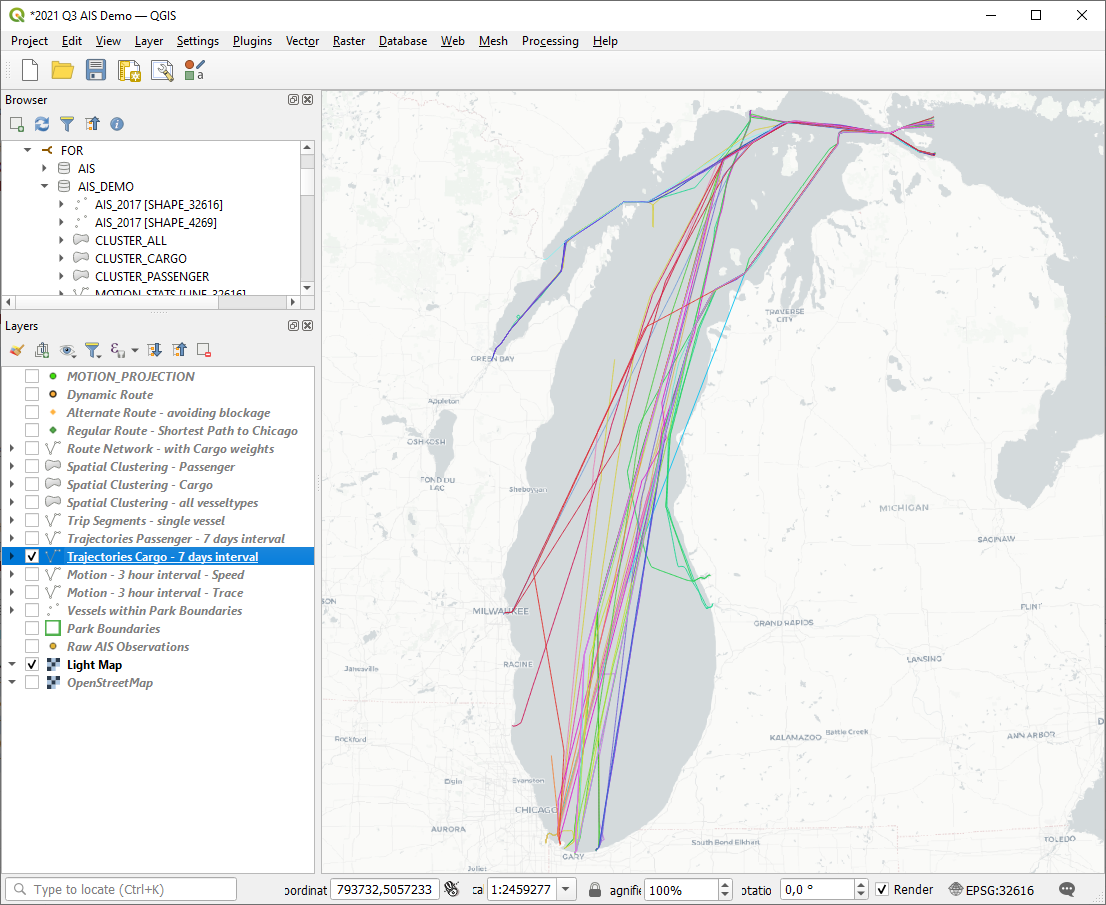 *2021 Q3 AIS Demo — QGIS
Project Edit View Layer Settings Plugins Vector Raster Database Web Mesh Processing Help
Browser
FOR
AIS
AIS_DEMO
AIS_2017 [SHAPE_32616]
AIS_2017 [SHAPE_4269]
CLUSTER_ALL
CLUSTER_CARGO
CLUSTER_PASSENGER
MOTION_STATS [LINE_32616]
Layers
MOTION_PROJECTION
Dynamic Route
Alternate Route - avoiding blockage
Regular Route - Shortest Path to Chicago
Route Network - with Cargo weights
Spatial Clustering - Passenger
Spatial Clustering - Cargo
Spatial Clustering - all vesseltypes
Trip Segments - single vessel
Trajectories Passenger - 7 days interval
Trajectories Cargo - 7 days interval
Motion - 3 hour interval - Speed
Motion - 3 hour interval - Trace
Vessels within Park Boundaries
Park Boundaries
Raw AIS Observations
Light Map
OpenStreetMap
TRAVERSE
CITY
GREEN BAY
Appleton
OSHKOSH
FOND DU
LAC
Sheboygan
MICHIGAN
SAGINAW
SON
MILWAUKEE
FLINT
GRAND RAPIDS
LANSING
RACINE
Janesville
Rockford
KALAMAZOO
Battle Creek
ANN ARBOR
D
Elgin
Evanston
CHICAGO
AURORA
South Bend
Elkhart
TOLEDO
GARY
Joliet
Type to locate (Ctrl+K)
oordinat 793732,5057233 cal 1:2459277 agnifie 100% otatio 0,0 ° Render EPSG:32616